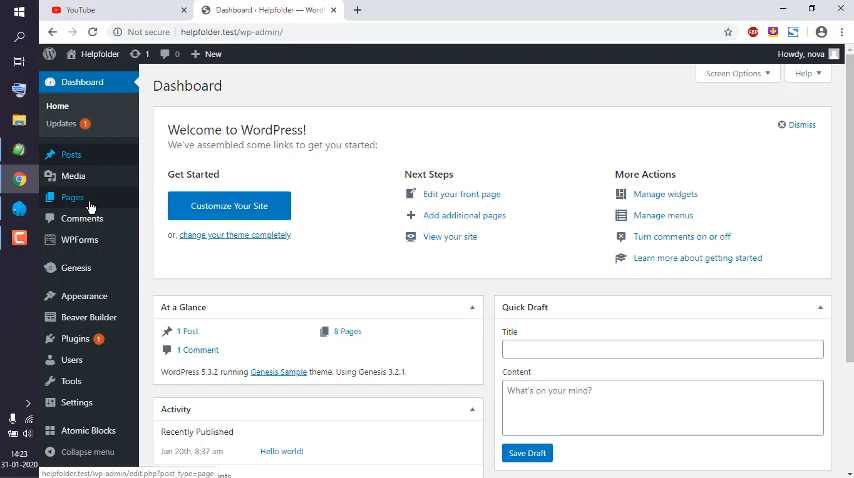 YouTube
Dashboard ‹ Helpfolder — Word
Not secure
helpfolder.test/wp-admin/
ABP
Helpfolder
1
0
New
Howdy, nova
Dashboard
Home
Updates 1
Posts
Media
Pages
Comments
WPForms
Genesis
Appearance
Beaver Builder
Plugins 1
Users
Tools
Settings
Atomic Blocks
Collapse menu
Dashboard
Screen Options
Help
Welcome to WordPress!
We've assembled some links to get you started:
Dismiss
Get Started
Customize Your Site
or, change your theme completely
Next Steps
Edit your front page
Add additional pages
View your site
More Actions
Manage widgets
Manage menus
Turn comments on or off
Learn more about getting started
At a Glance
1 Post
8 Pages
1 Comment
WordPress 5.3.2 running Genesis Sample theme. Using Genesis 3.2.1.
Activity
Recently Published
Jan 20th, 8:37 am
Hello world!
Quick Draft
Title
Content
What's on your mind?
Save Draft
14:23
31-01-2020
helpfolder.test/wp-admin/edit.php?post_type=page